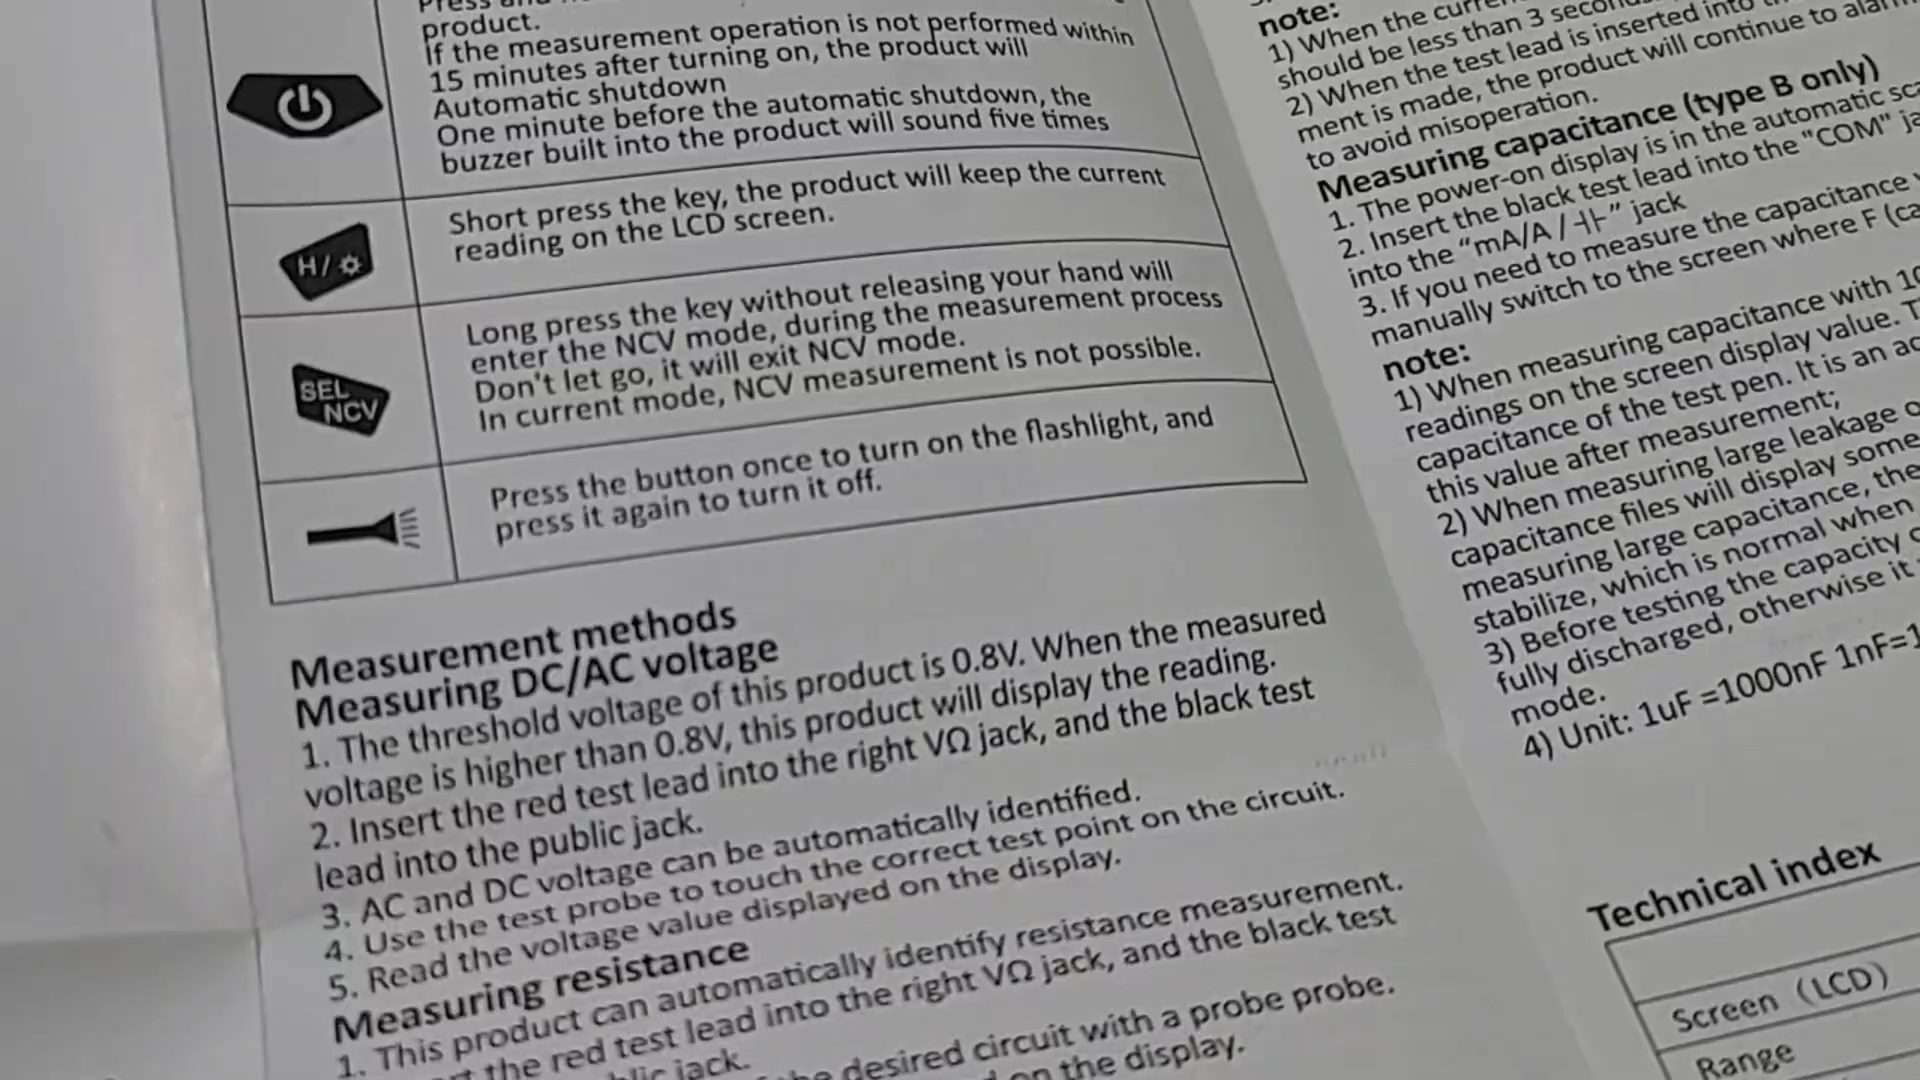 product.
If the measurement operation is not performed within
15 minutes after turning on, the product will
Automatic shutdown
One minute before the automatic shutdown, the
buzzer built into the product will sound five times
H/
Short press the key, the product will keep the current
reading on the LCD screen.
SEL
NCV
Long press the key without releasing your hand will
enter the NCV mode, during the measurement process
Don't let go, it will exit NCV mode.
In current mode, NCV measurement is not possible.
Press the button once to turn on the flashlight, and
press it again to turn it off.
Measurement methods
Measuring DC/AC voltage
1. The threshold voltage of this product is 0.8V. When the measured
voltage is higher than 0.8V, this product will display the reading.
2. Insert the red test lead into the right VΩ jack, and the black test
lead into the public jack.
3. AC and DC voltage can be automatically identified.
4. Use the test probe to touch the correct test point on the circuit.
5. Read the voltage value displayed on the display.
Measuring resistance
1. This product can automatically identify resistance measurement.
the red test lead into the right VΩ jack, and the black test
jack.
desired circuit with a probe probe.
on the display.
note:
1) When the
should be less than 3
2) When the test lead is inserted into
ment is made, the product will continue to
to avoid misoperation.
Measuring capacitance (type B only)
1. The power-on display is in the automatic
2. Insert the black test lead into the "COM"
into the "mA/A / ⊣⊢" jack
3. If you need to measure the capacitance
manually switch to the screen where F
note:
1) When measuring capacitance with
readings on the screen display value.
capacitance of the test pen. It is an
this value after measurement;
2) When measuring large leakage
capacitance files will display some
measuring large capacitance, the
stabilize, which is normal when
3) Before testing the capacity
fully discharged, otherwise it
mode.
4) Unit: 1uF =1000nF 1nF=
Technical index
Screen (LCD)
Range